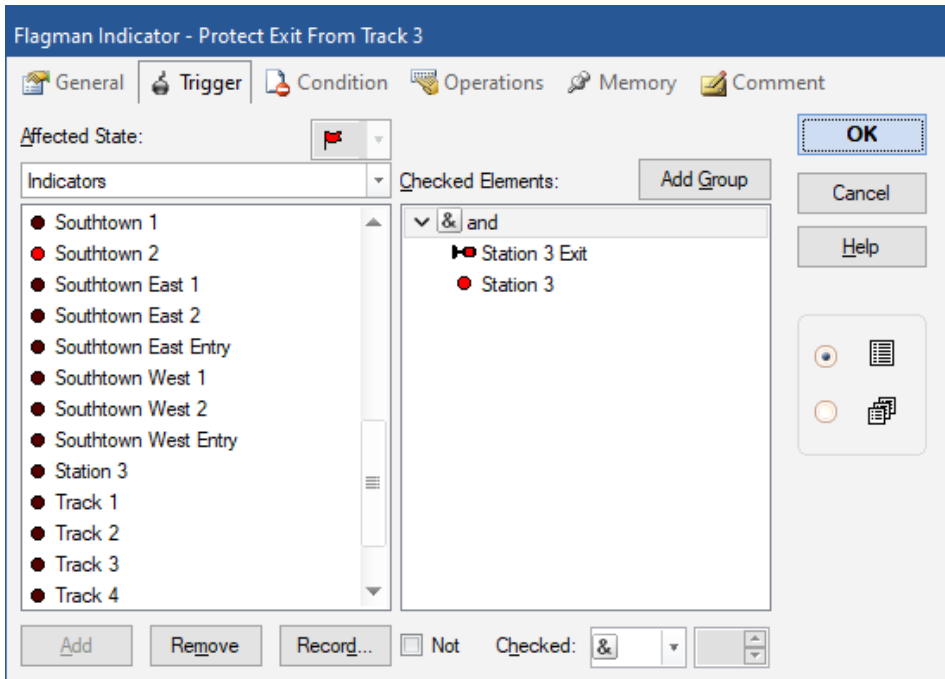 Flagman Indicator - Protect Exit From Track 3
General Trigger Condition Operations Memory Comment
Affected State:
Indicators
Southtown 1
Southtown 2
Southtown East 1
Southtown East 2
Southtown East Entry
Southtown West 1
Southtown West 2
Southtown West Entry
Station 3
Track 1
Track 2
Track 3
Track 4
Add Remove Record...
Checked Elements: Add Group
& and
Station 3 Exit
Station 3
Not Checked: &
OK
Cancel
Help